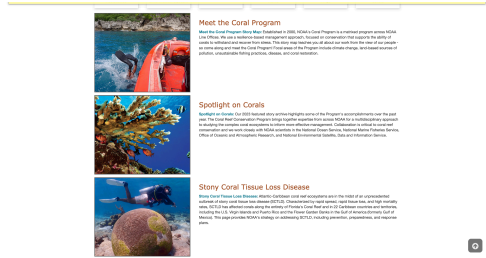 Meet the Coral Program
Meet the Coral Program Story Map: Established in 2000, NOAA's Coral Program is a matrixed program across NOAA
Line Offices. We use a resilience-based management approach, focused on conservation that supports the ability of
corals to withstand and recover from stress. This story map teaches you all about our work from the view of our people -
so come along and meet the Coral Program! Focal areas of the Program include climate change, land-based sources of
pollution, unsustainable fishing practices, disease, and coral restoration.
Spotlight on Corals
Spotlight on Corals: Our 2023 featured story archive highlights some of the Program's accomplishments over the past
year. The Coral Reef Conservation Program brings together expertise from across NOAA for a multidisciplinary approach
to studying the complex coral ecosystems to inform more effective management. Collaboration is critical to coral reef
conservation and we work closely with NOAA scientists in the National Ocean Service, National Marine Fisheries Service,
Office of Oceanic and Atmospheric Research, and National Environmental Satellite, Data and Information Service.
Stony Coral Tissue Loss Disease
Stony Coral Tissue Loss Disease: Atlantic-Caribbean coral reef ecosystems are in the midst of an unprecedented
outbreak of stony coral tissue loss disease (SCTLD). Characterized by rapid spread, rapid tissue loss, and high mortality
rates, SCTLD has affected corals along the entirety of Florida's Coral Reef and in 22 Caribbean countries and territories,
including the U.S. Virgin Islands and Puerto Rico and the Flower Garden Banks in the Gulf of America (formerly Gulf of
Mexico). This page provides NOAA's strategy on addressing SCTLD, including prevention, preparedness, and response
plans.